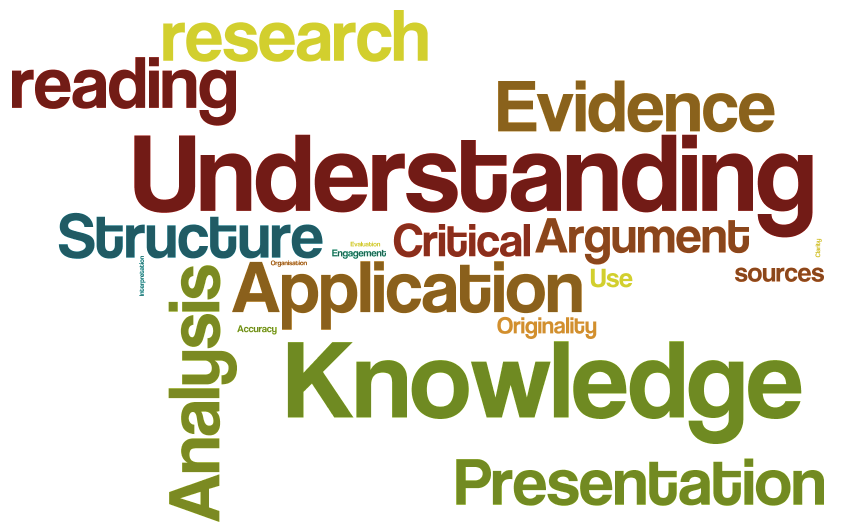 research
reading
Evidence
Understanding
Structure
Critical
Argument
Evaluation
Engagement
Clarity
Interpretation
Organisation
Analysis
Application
Use
sources
Accuracy
Originality
Knowledge
Presentation